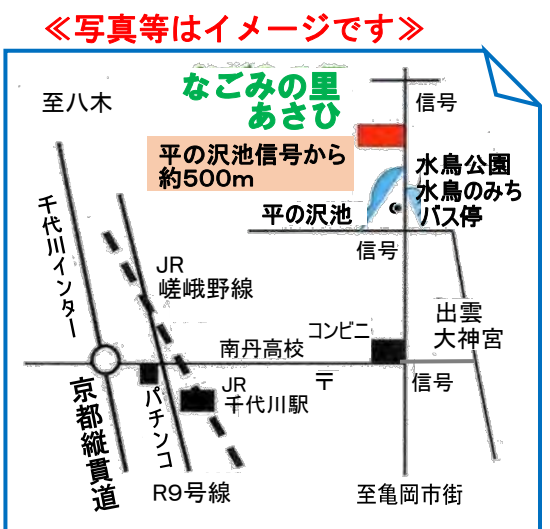 ≪写真等はイメージです≫
至八木
なごみの里
あさひ
信号
平の沢池信号から
約500m
水鳥公園
水鳥のみち
バス停
平の沢池
千代川インター
信号
JR
嵯峨野線
出雲
大神宮
コンビニ
南丹高校
〒
信号
JR
千代川駅
パチンコ
京都縦貫道
R9号線
至亀岡市街